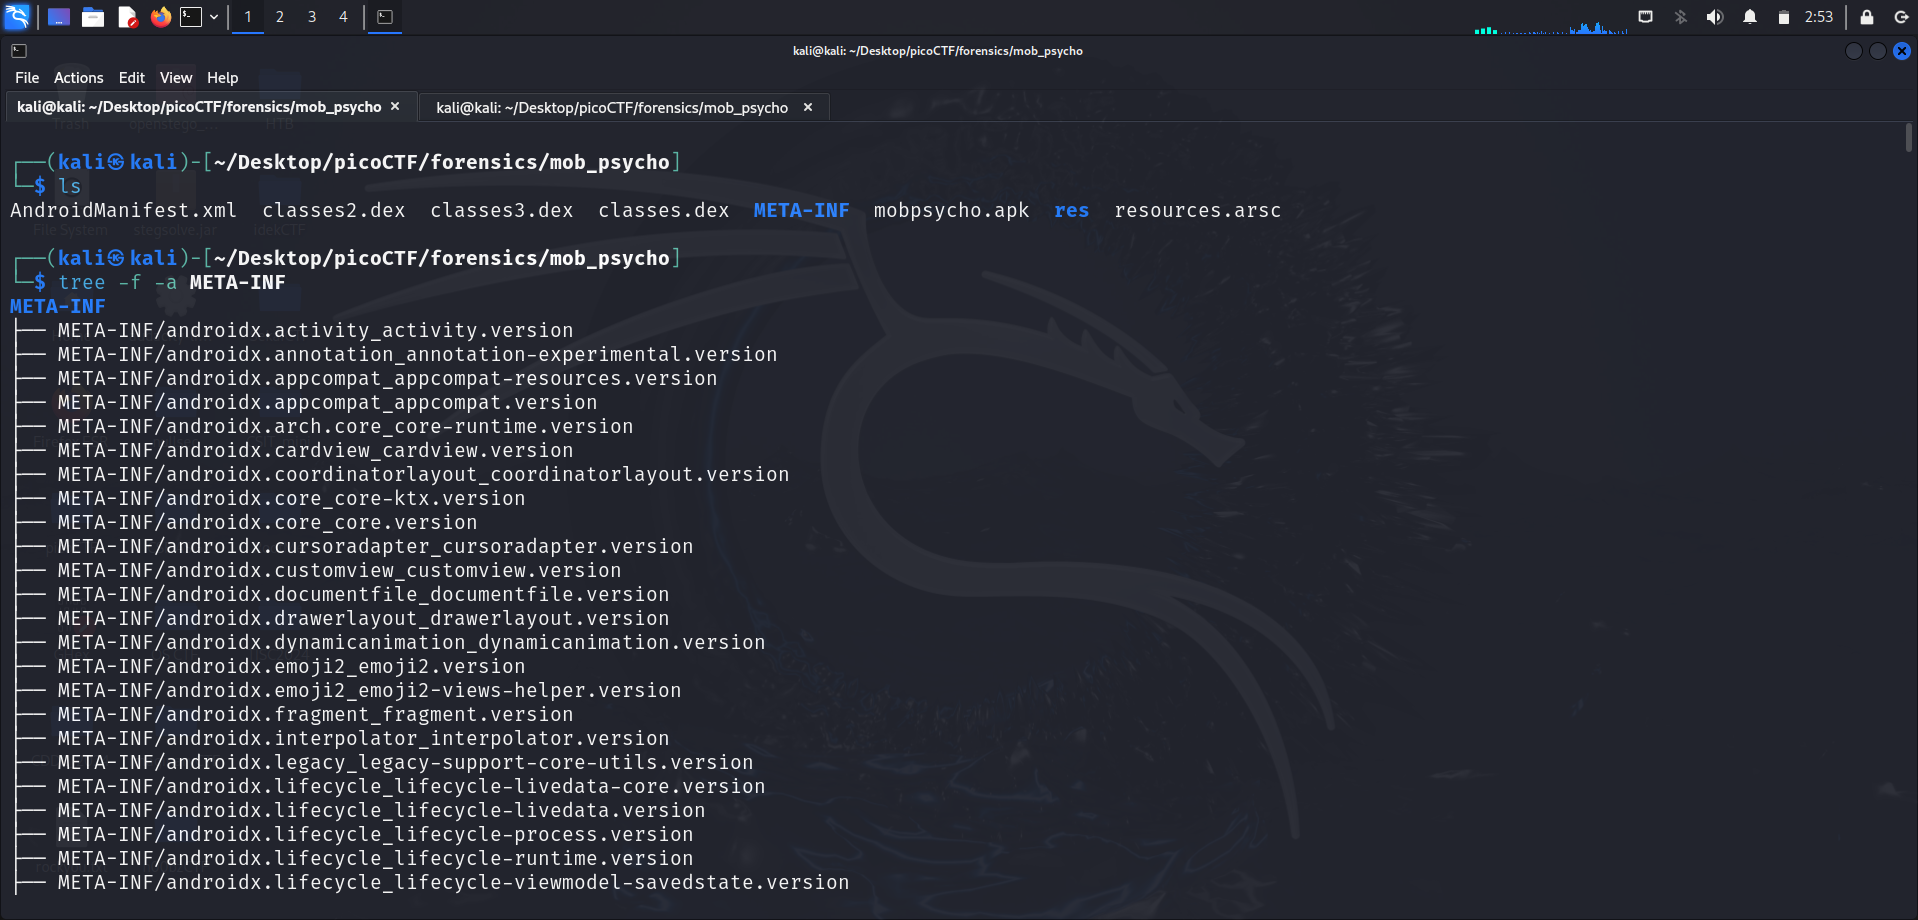 1 2 3 4 2:53
kali@kali: ~/Desktop/picoCTF/forensics/mob_psycho
File Actions Edit View Help
kali@kali: ~/Desktop/picoCTF/forensics/mob_psycho × kali@kali: ~/Desktop/picoCTF/forensics/mob_psycho ×
┌──(kali㉿kali)-[~/Desktop/picoCTF/forensics/mob_psycho]
└─$ ls
AndroidManifest.xml classes2.dex classes3.dex classes.dex META-INF mobpsycho.apk res resources.arsc
┌──(kali㉿kali)-[~/Desktop/picoCTF/forensics/mob_psycho]
└─$ tree -f -a META-INF
META-INF
├── META-INF/androidx.activity_activity.version
├── META-INF/androidx.annotation_annotation-experimental.version
├── META-INF/androidx.appcompat_appcompat-resources.version
├── META-INF/androidx.appcompat_appcompat.version
├── META-INF/androidx.arch.core_core-runtime.version
├── META-INF/androidx.cardview_cardview.version
├── META-INF/androidx.coordinatorlayout_coordinatorlayout.version
├── META-INF/androidx.core_core-ktx.version
├── META-INF/androidx.core_core.version
├── META-INF/androidx.cursoradapter_cursoradapter.version
├── META-INF/androidx.customview_customview.version
├── META-INF/androidx.documentfile_documentfile.version
├── META-INF/androidx.drawerlayout_drawerlayout.version
├── META-INF/androidx.dynamicanimation_dynamicanimation.version
├── META-INF/androidx.emoji2_emoji2.version
├── META-INF/androidx.emoji2_emoji2-views-helper.version
├── META-INF/androidx.fragment_fragment.version
├── META-INF/androidx.interpolator_interpolator.version
├── META-INF/androidx.legacy_legacy-support-core-utils.version
├── META-INF/androidx.lifecycle_lifecycle-livedata-core.version
├── META-INF/androidx.lifecycle_lifecycle-livedata.version
├── META-INF/androidx.lifecycle_lifecycle-process.version
├── META-INF/androidx.lifecycle_lifecycle-runtime.version
├── META-INF/androidx.lifecycle_lifecycle-viewmodel-savedstate.version